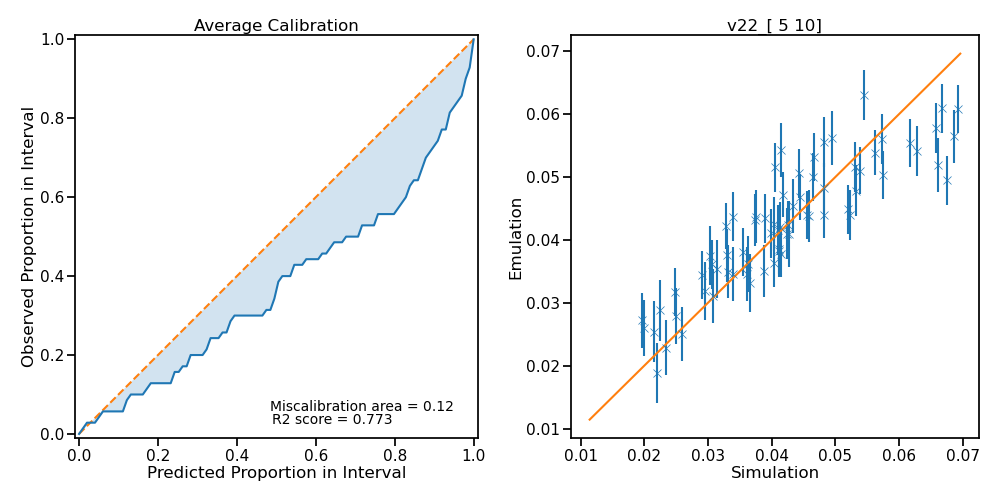 Average Calibration
1.0
0.8
0.6
0.4
0.2
0.0
Observed Proportion in Interval
Miscalibration area = 0.12
R2 score = 0.773
0.0 0.2 0.4 0.6 0.8 1.0
Predicted Proportion in Interval
v22 [ 5 10]
0.07
0.06
0.05
0.04
0.03
0.02
0.01
Emulation
0.01 0.02 0.03 0.04 0.05 0.06 0.07
Simulation